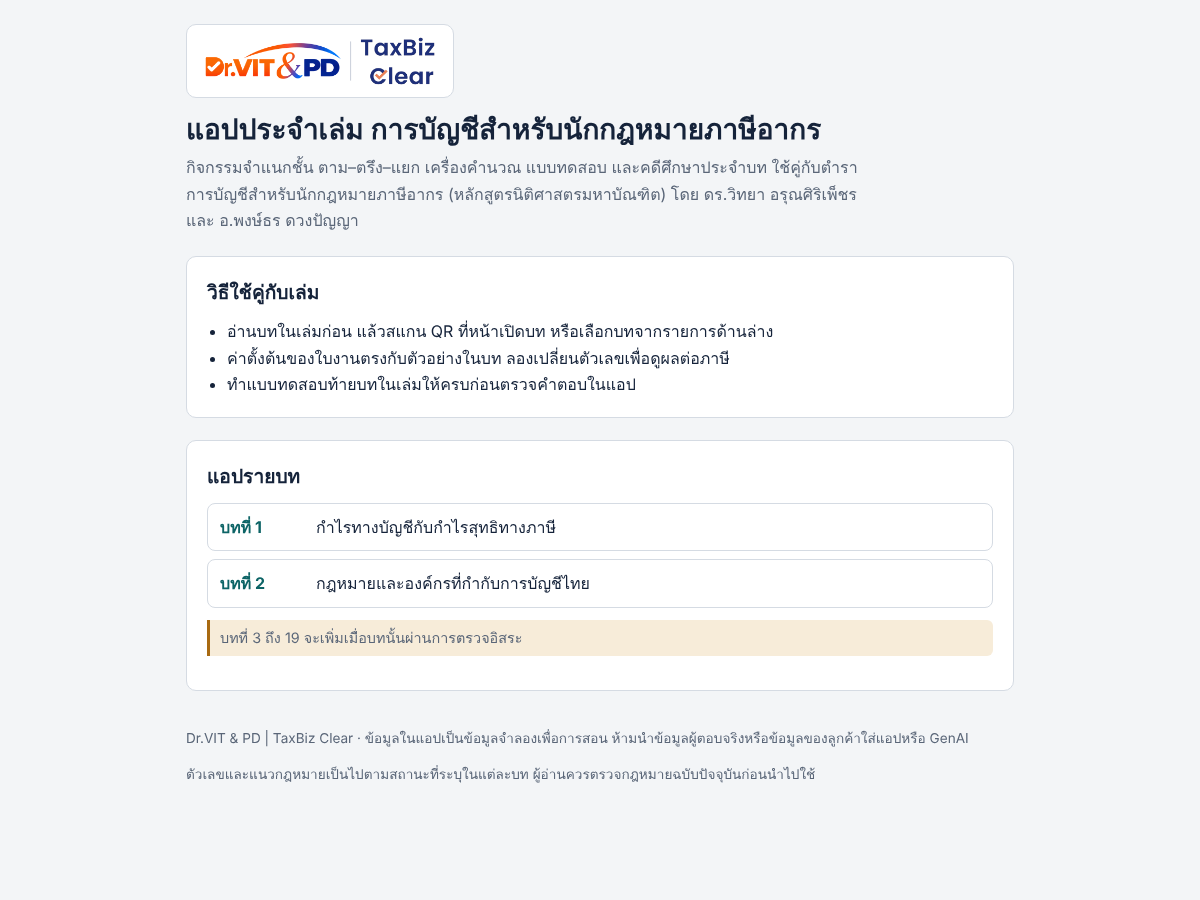 Dr.VIT&PD
TaxBiz
Clear
แอปประจำเล่ม การบัญชีสำหรับนักกฎหมายภาษีอากร
กิจกรรมจำแนกชั้น ตาม–ตรึง–แยก เครื่องคำนวณ แบบทดสอบ และคดีศึกษาประจำบท ใช้คู่กับตำรา
การบัญชีสำหรับนักกฎหมายภาษีอากร (หลักสูตรนิติศาสตรมหาบัณฑิต) โดย ดร.วิทยา อรุณศิริเพ็ชร
และ อ.พงษ์ธร ดวงปัญญา
วิธีใช้คู่กับเล่ม
• อ่านบทในเล่มก่อน แล้วสแกน QR ที่หน้าเปิดบท หรือเลือกบทจากรายการด้านล่าง
• ค่าตั้งต้นของใบงานตรงกับตัวอย่างในบท ลองเปลี่ยนตัวเลขเพื่อดูผลต่อภาษี
• ทำแบบทดสอบท้ายบทในเล่มให้ครบก่อนตรวจคำตอบในแอป
แอปรายบท
บทที่ 1 กำไรทางบัญชีกับกำไรสุทธิทางภาษี
บทที่ 2 กฎหมายและองค์กรที่กำกับการบัญชีไทย
บทที่ 3 ถึง 19 จะเพิ่มเมื่อบทนั้นผ่านการตรวจอิสระ
Dr.VIT & PD | TaxBiz Clear · ข้อมูลในแอปเป็นข้อมูลจำลองเพื่อการสอน ห้ามนำข้อมูลผู้ตอบจริงหรือข้อมูลของลูกค้าใส่แอปหรือ GenAI
ตัวเลขและแนวกฎหมายเป็นไปตามสถานะที่ระบุในแต่ละบท ผู้อ่านควรตรวจกฎหมายฉบับปัจจุบันก่อนนำไปใช้